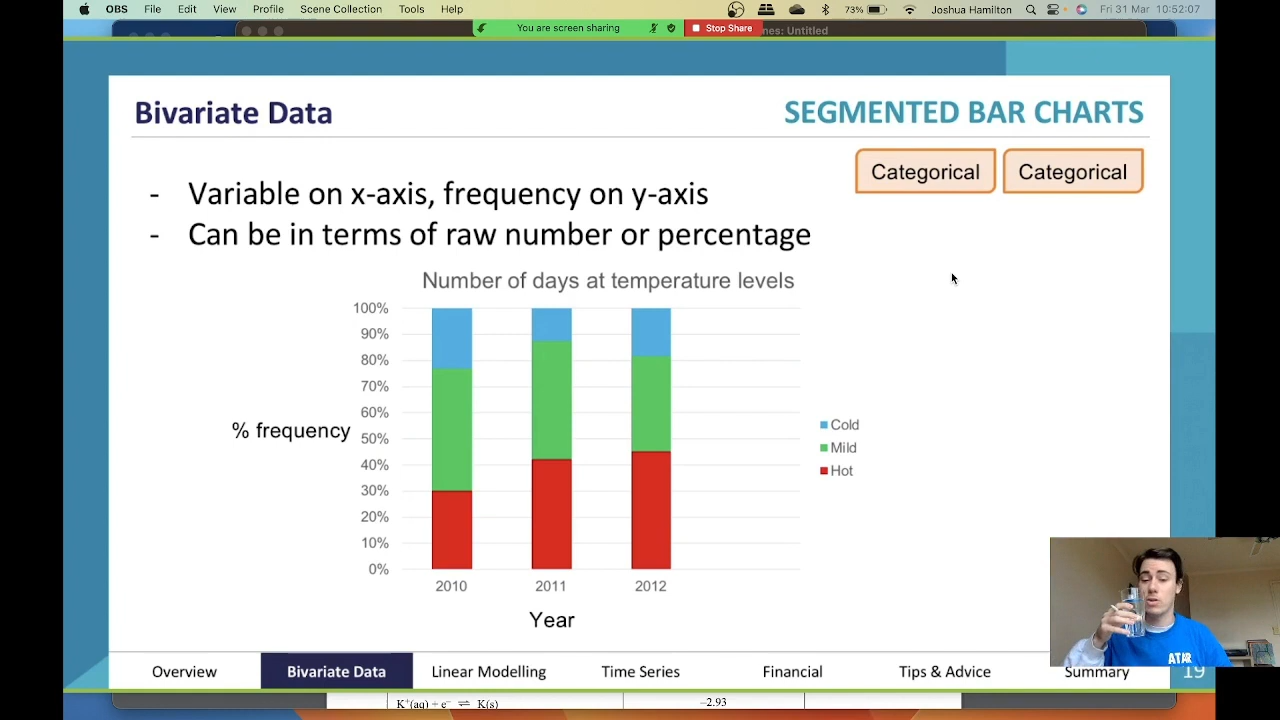 OBS File Edit View Profile Scene Collection Tools Help 73% Joshua Hamilton Fri 31 Mar 10:52:07
You are screen sharing Stop Share nes: Untitled
Bivariate Data SEGMENTED BAR CHARTS
Categorical Categorical
- Variable on x-axis, frequency on y-axis
- Can be in terms of raw number or percentage
Number of days at temperature levels
100%
90%
80%
70%
60%
% frequency
50%
40%
30%
20%
10%
0%
Cold
Mild
Hot
2010 2011 2012
Year
ATAR
Overview Bivariate Data Linear Modelling Time Series Financial Tips & Advice Summary 19
K⁺(aq) + e⁻ ⇌ K(s) −2.93